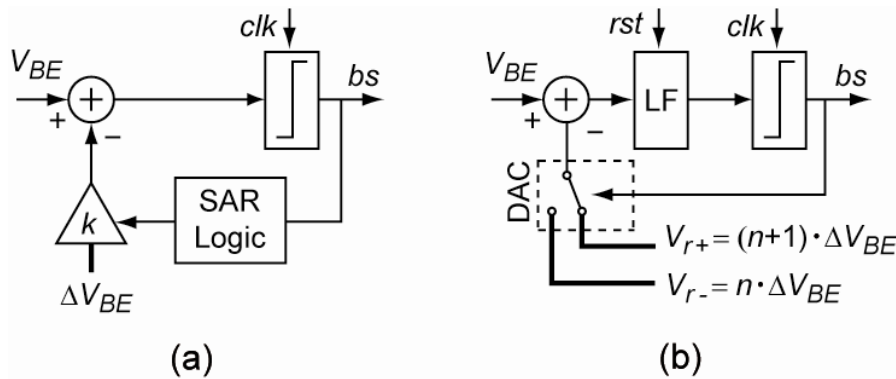 clk
V_BE
bs
+
−
k
SAR
Logic
ΔV_BE
(a)
rst
clk
V_BE
LF
bs
+
−
DAC
V_r+ = (n+1)·ΔV_BE
V_r- = n·ΔV_BE
(b)